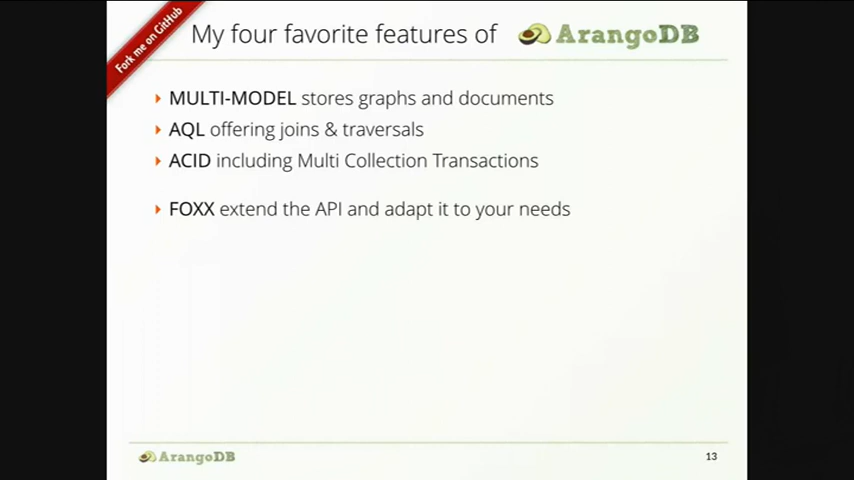 Fork me on GitHub
My four favorite features of ArangoDB
MULTI-MODEL stores graphs and documents
AQL offering joins & traversals
ACID including Multi Collection Transactions
FOXX extend the API and adapt it to your needs
ArangoDB
13